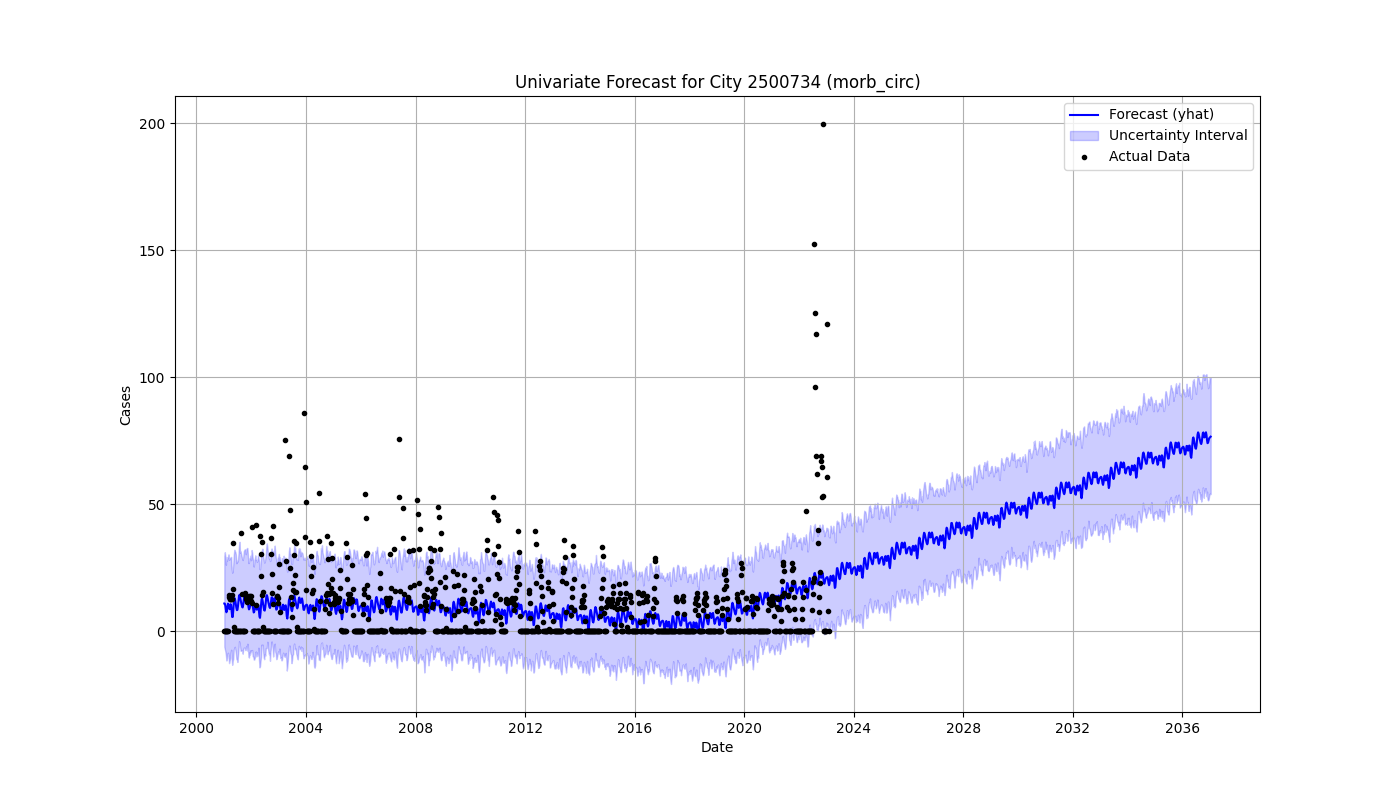 Univariate Forecast for City 2500734 (morb_circ)
Forecast (yhat)
Uncertainty Interval
Actual Data
200
150
100
50
0
Cases
2000 2004 2008 2012 2016 2020 2024 2028 2032 2036
Date